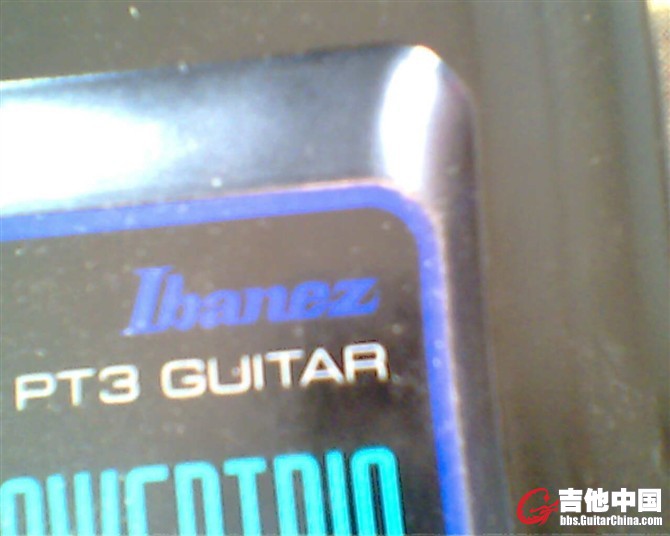 Ibanez
PT3 GUITAR
吉他中国
bbs.GuitarChina.com